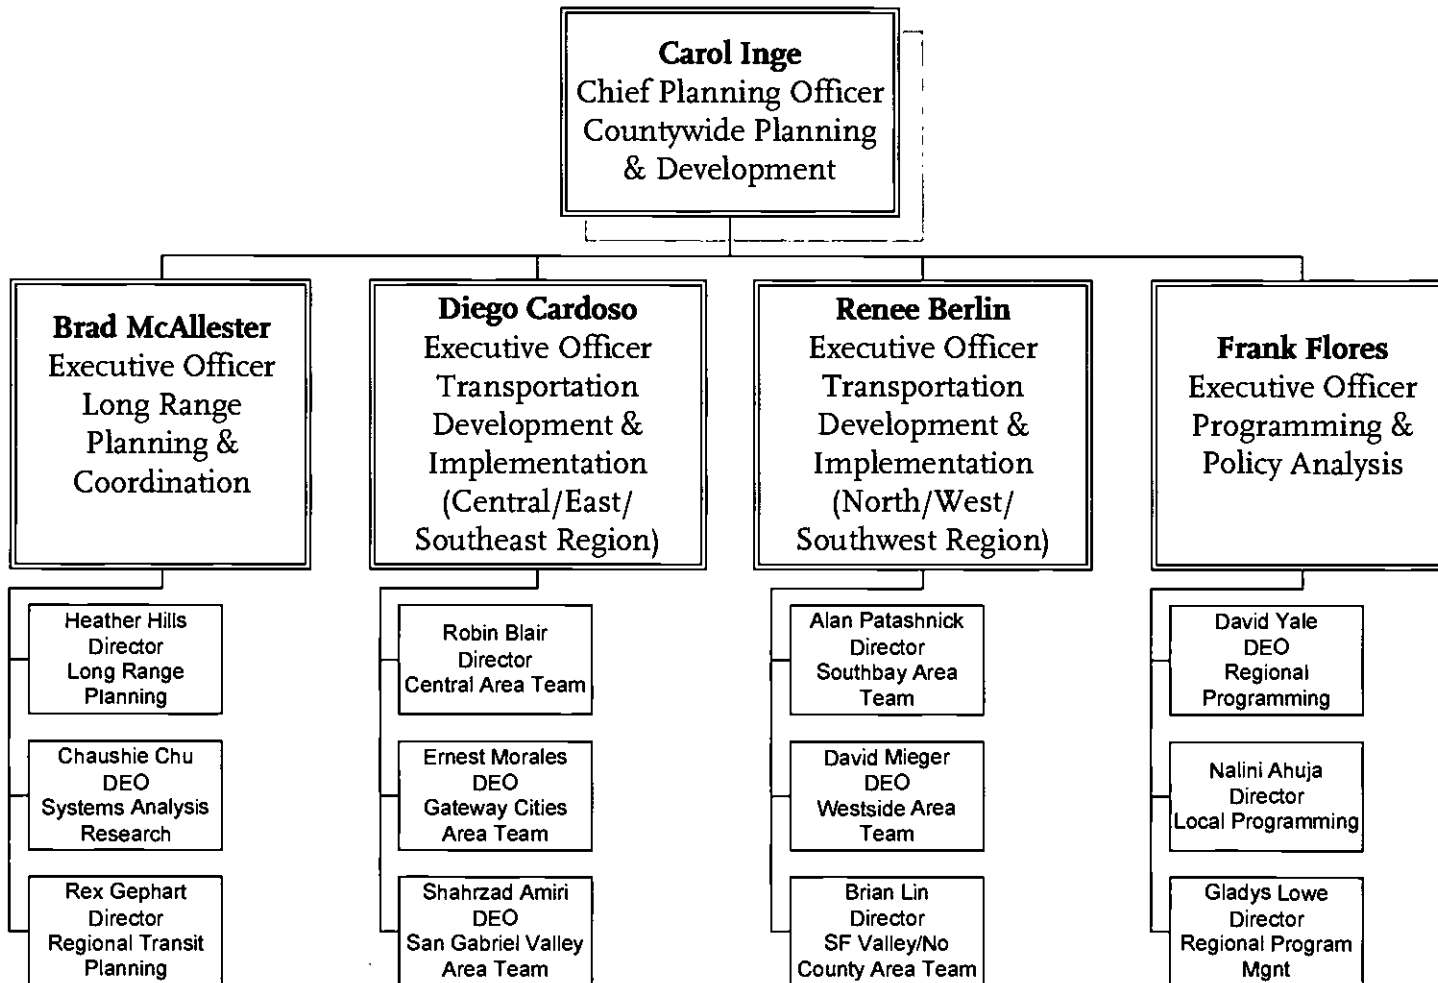 Carol Inge
Chief Planning Officer
Countywide Planning
& Development
Brad McAllester
Executive Officer
Long Range
Planning &
Coordination
Diego Cardoso
Executive Officer
Transportation
Development &
Implementation
(Central/East/
Southeast Region)
Renee Berlin
Executive Officer
Transportation
Development &
Implementation
(North/West/
Southwest Region)
Frank Flores
Executive Officer
Programming &
Policy Analysis
Heather Hills
Director
Long Range
Planning
Robin Blair
Director
Central Area Team
Alan Patashnick
Director
Southbay Area
Team
David Yale
DEO
Regional
Programming
Chaushie Chu
DEO
Systems Analysis
Research
Ernest Morales
DEO
Gateway Cities
Area Team
David Mieger
DEO
Westside Area
Team
Nalini Ahuja
Director
Local Programming
Rex Gephart
Director
Regional Transit
Planning
Shahrzad Amiri
DEO
San Gabriel Valley
Area Team
Brian Lin
Director
SF Valley/No
County Area Team
Gladys Lowe
Director
Regional Program
Mgnt